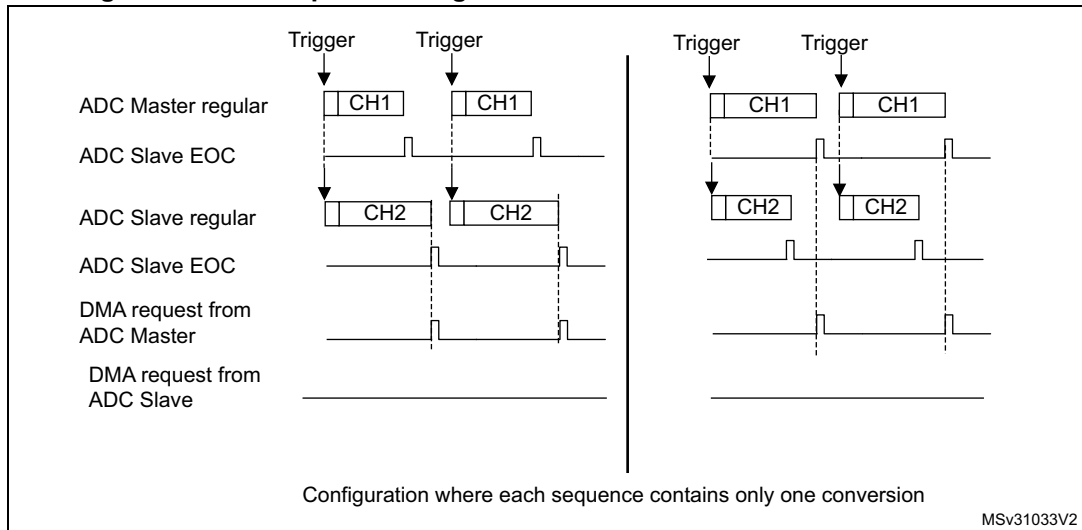 Trigger Trigger Trigger Trigger
ADC Master regular CH1 CH1 CH1 CH1
ADC Slave EOC
ADC Slave regular CH2 CH2 CH2 CH2
ADC Slave EOC
DMA request from
ADC Master
DMA request from
ADC Slave
Configuration where each sequence contains only one conversion
MSv31033V2